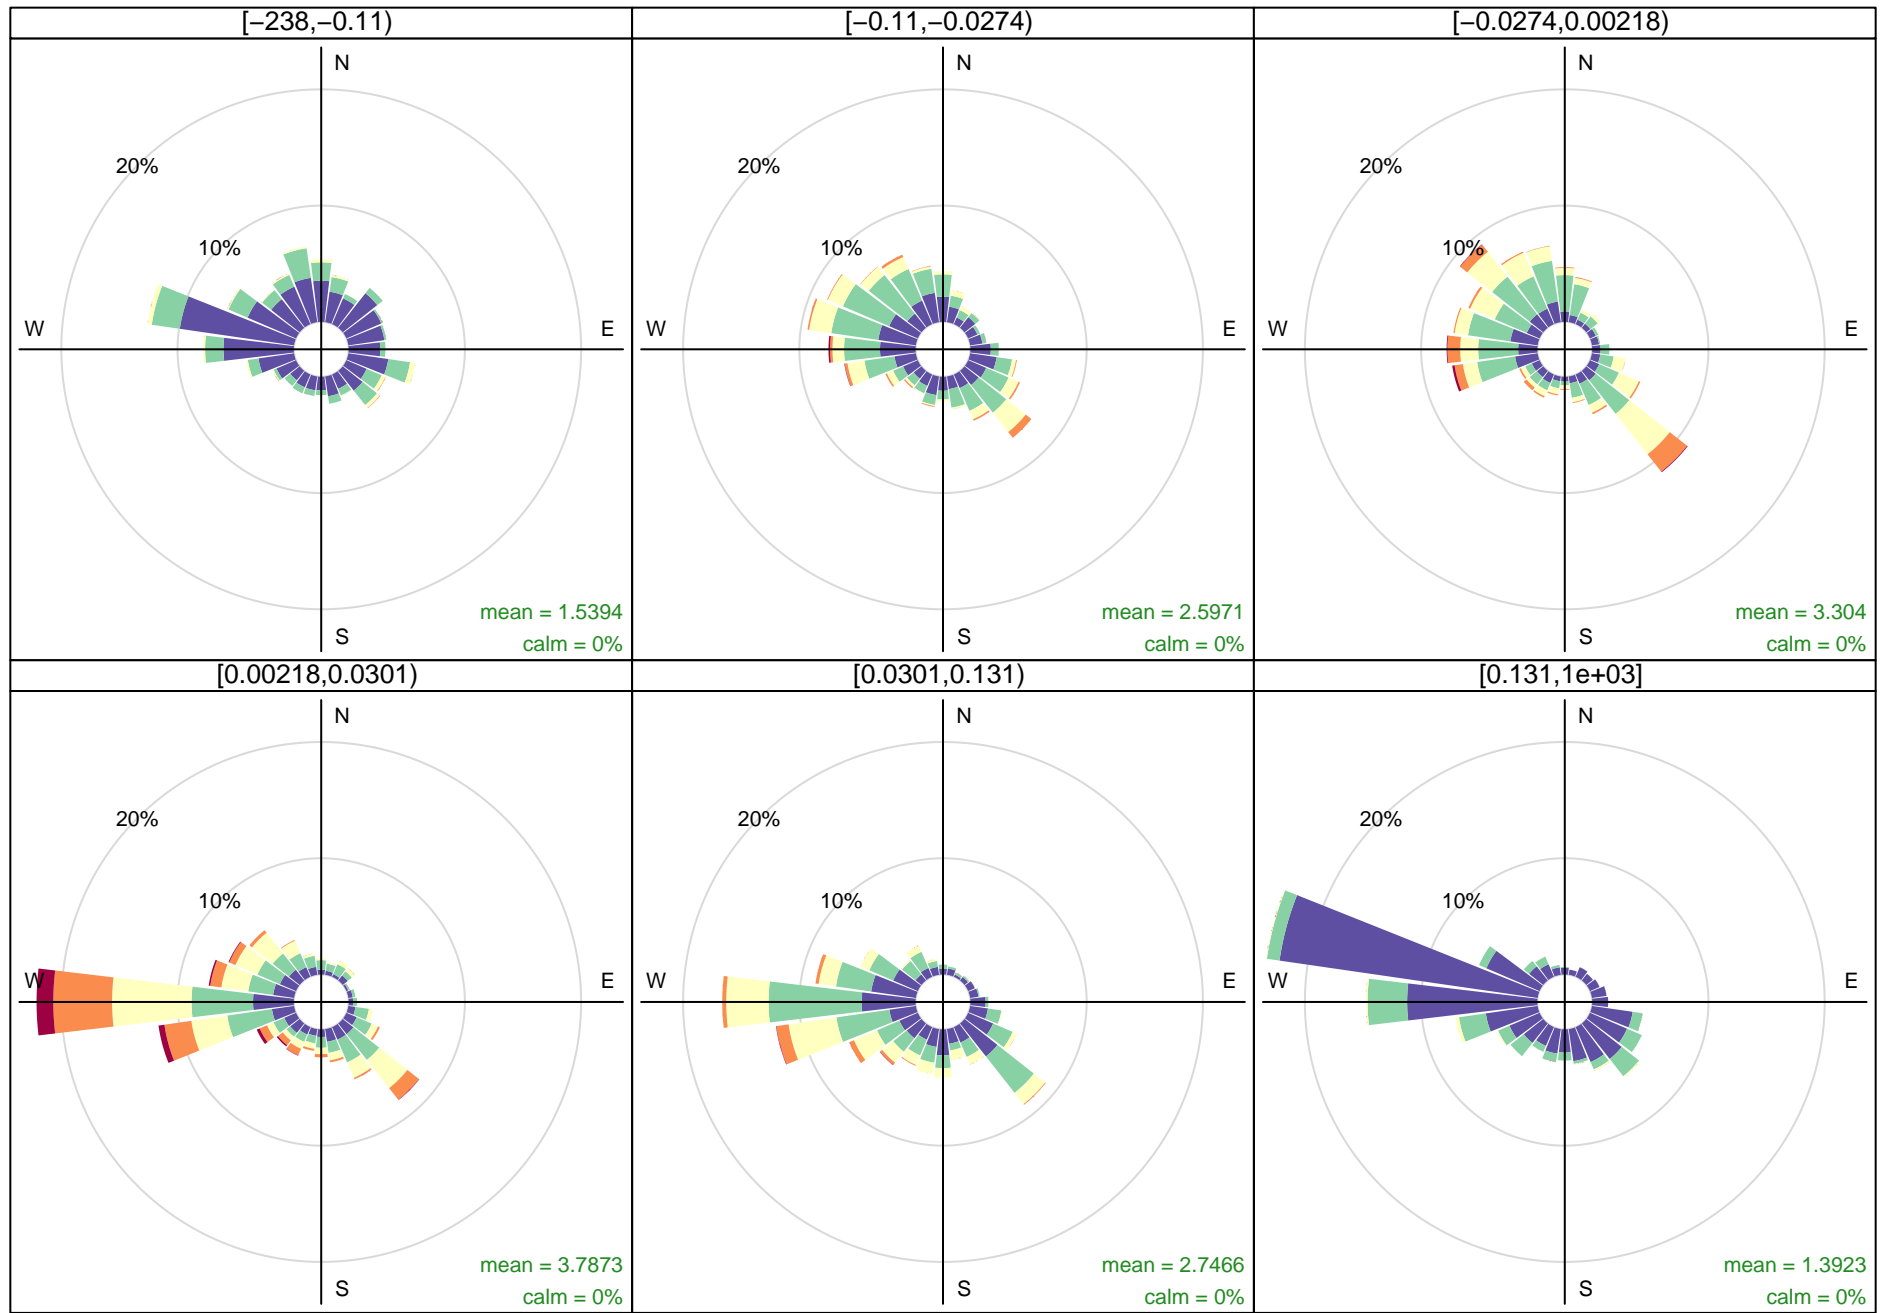 [−238,−0.11)
N
20%
10%
W
E
mean = 1.5394
S
calm = 0%
[−0.11,−0.0274)
N
20%
10%
W
E
mean = 2.5971
S
calm = 0%
[−0.0274,0.00218)
N
20%
10%
W
E
mean = 3.304
S
calm = 0%
[0.00218,0.0301)
N
20%
10%
W
E
mean = 3.7873
S
calm = 0%
[0.0301,0.131)
N
20%
10%
W
E
mean = 2.7466
S
calm = 0%
[0.131,1e+03]
N
20%
10%
W
E
mean = 1.3923
S
calm = 0%